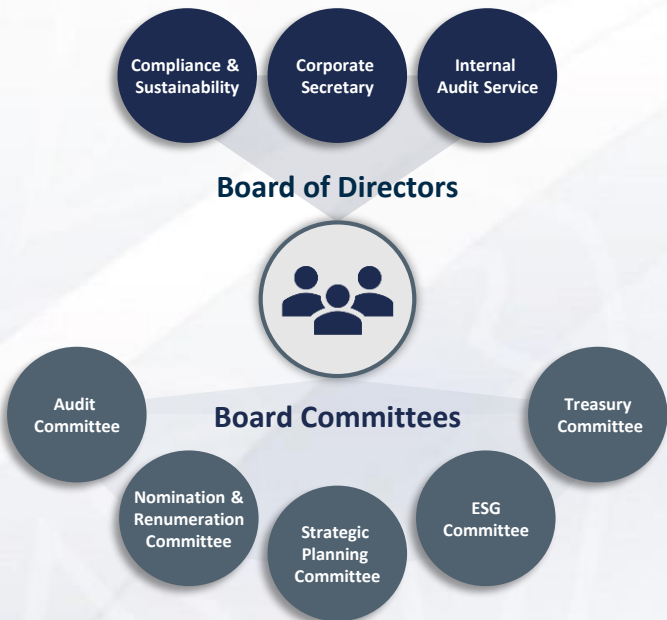 Compliance &
Sustainability
Corporate
Secretary
Internal
Audit Service
Board of Directors
Audit
Committee
Board Committees
Treasury
Committee
Nomination &
Renumeration
Committee
Strategic
Planning
Committee
ESG
Committee